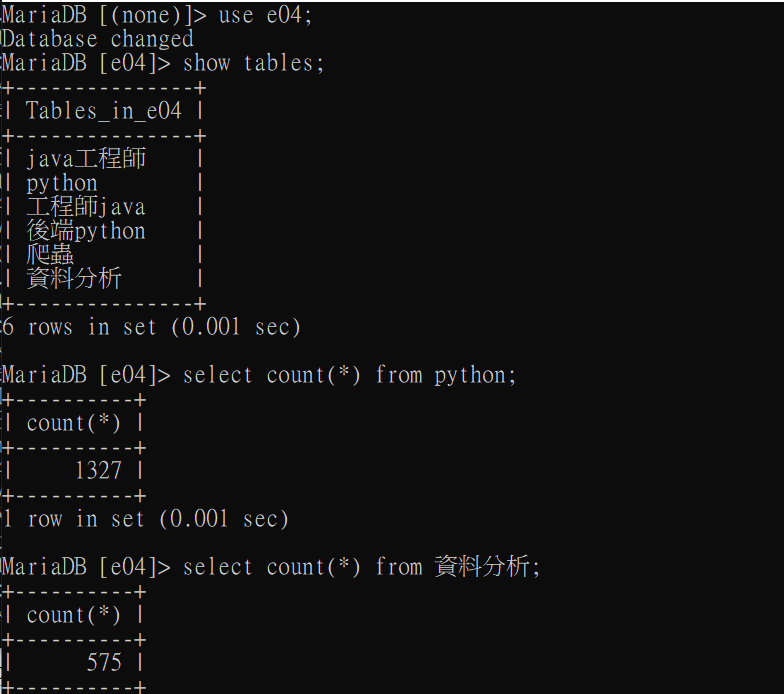 MariaDB [(none)]> use e04;
Database changed
MariaDB [e04]> show tables;
+---------------+
| Tables_in_e04 |
+---------------+
| java工程師    |
| python        |
| 工程師java    |
| 後端python    |
| 爬蟲          |
| 資料分析      |
+---------------+
6 rows in set (0.001 sec)
MariaDB [e04]> select count(*) from python;
+----------+
| count(*) |
+----------+
|     1327 |
+----------+
1 row in set (0.001 sec)
MariaDB [e04]> select count(*) from 資料分析;
+----------+
| count(*) |
+----------+
|      575 |
+----------+